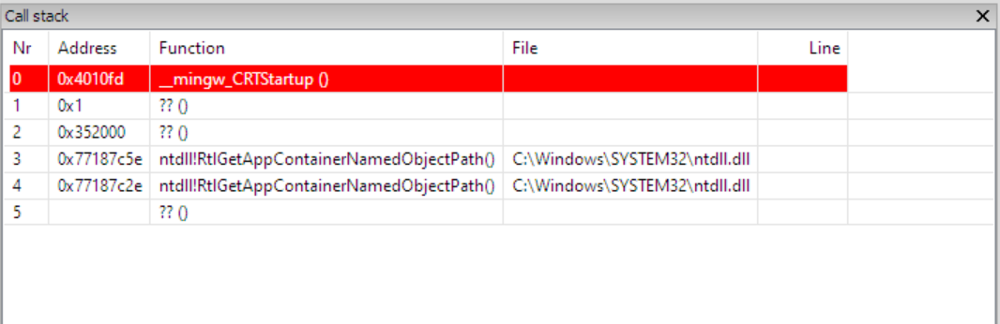 Call stack
Nr Address Function File Line
0 0x4010fd __mingw_CRTStartup ()
1 0x1 ?? ()
2 0x352000 ?? ()
3 0x77187c5e ntdll!RtlGetAppContainerNamedObjectPath() C:\Windows\SYSTEM32\ntdll.dll
4 0x77187c2e ntdll!RtlGetAppContainerNamedObjectPath() C:\Windows\SYSTEM32\ntdll.dll
5 ?? ()